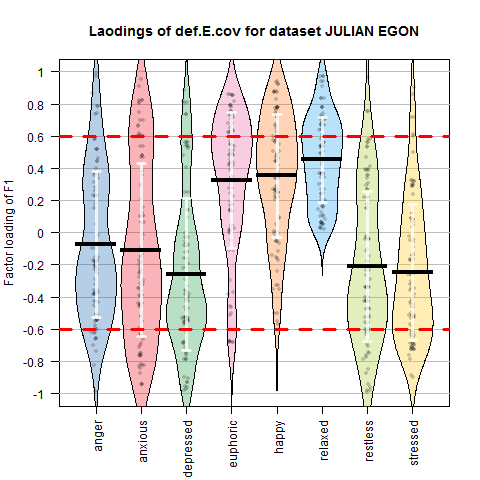 Laodings of def.E.cov for dataset JULIAN EGON
Factor loading of F1
1
0.8
0.6
0.4
0.2
0
-0.2
-0.4
-0.6
-0.8
-1
anger
anxious
depressed
euphoric
happy
relaxed
restless
stressed